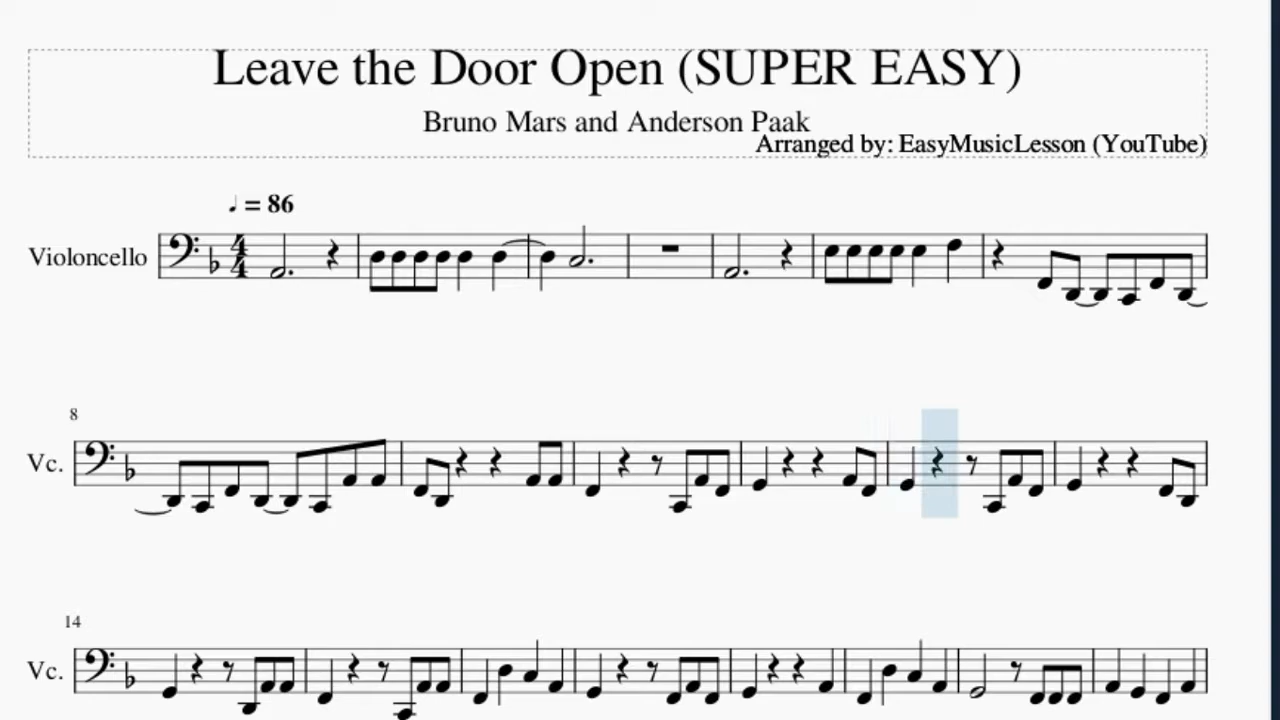 Leave the Door Open (SUPER EASY)
Bruno Mars and Anderson Paak
Arranged by: EasyMusicLesson (YouTube)
♩ = 86
Violoncello
8
Vc.
14
Vc.